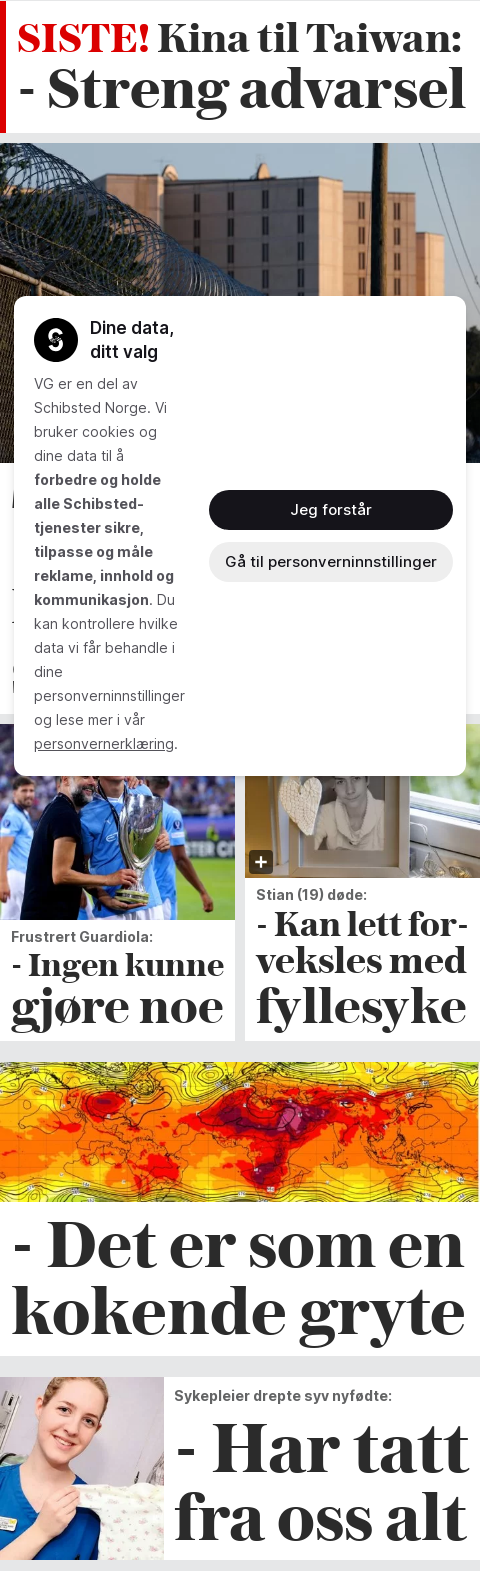 SISTE! Kina til Taiwan:
- Streng advarsel
Dine data,
ditt valg
VG er en del av
Schibsted Norge. Vi
bruker cookies og
dine data til å
forbedre og holde
alle Schibsted-
tjenester sikre,
tilpasse og måle
reklame, innhold og
kommunikasjon. Du
kan kontrollere hvilke
data vi får behandle i
dine
personverninnstillinger
og lese mer i vår
personvernerklæring.
Jeg forstår
Gå til personverninnstillinger
Frustrert Guardiola:
- Ingen kunne
gjøre noe
Stian (19) døde:
- Kan lett for-
veksles med
fyllesyke
- Det er som en
kokende gryte
Sykepleier drepte syv nyfødte:
- Har tatt
fra oss alt